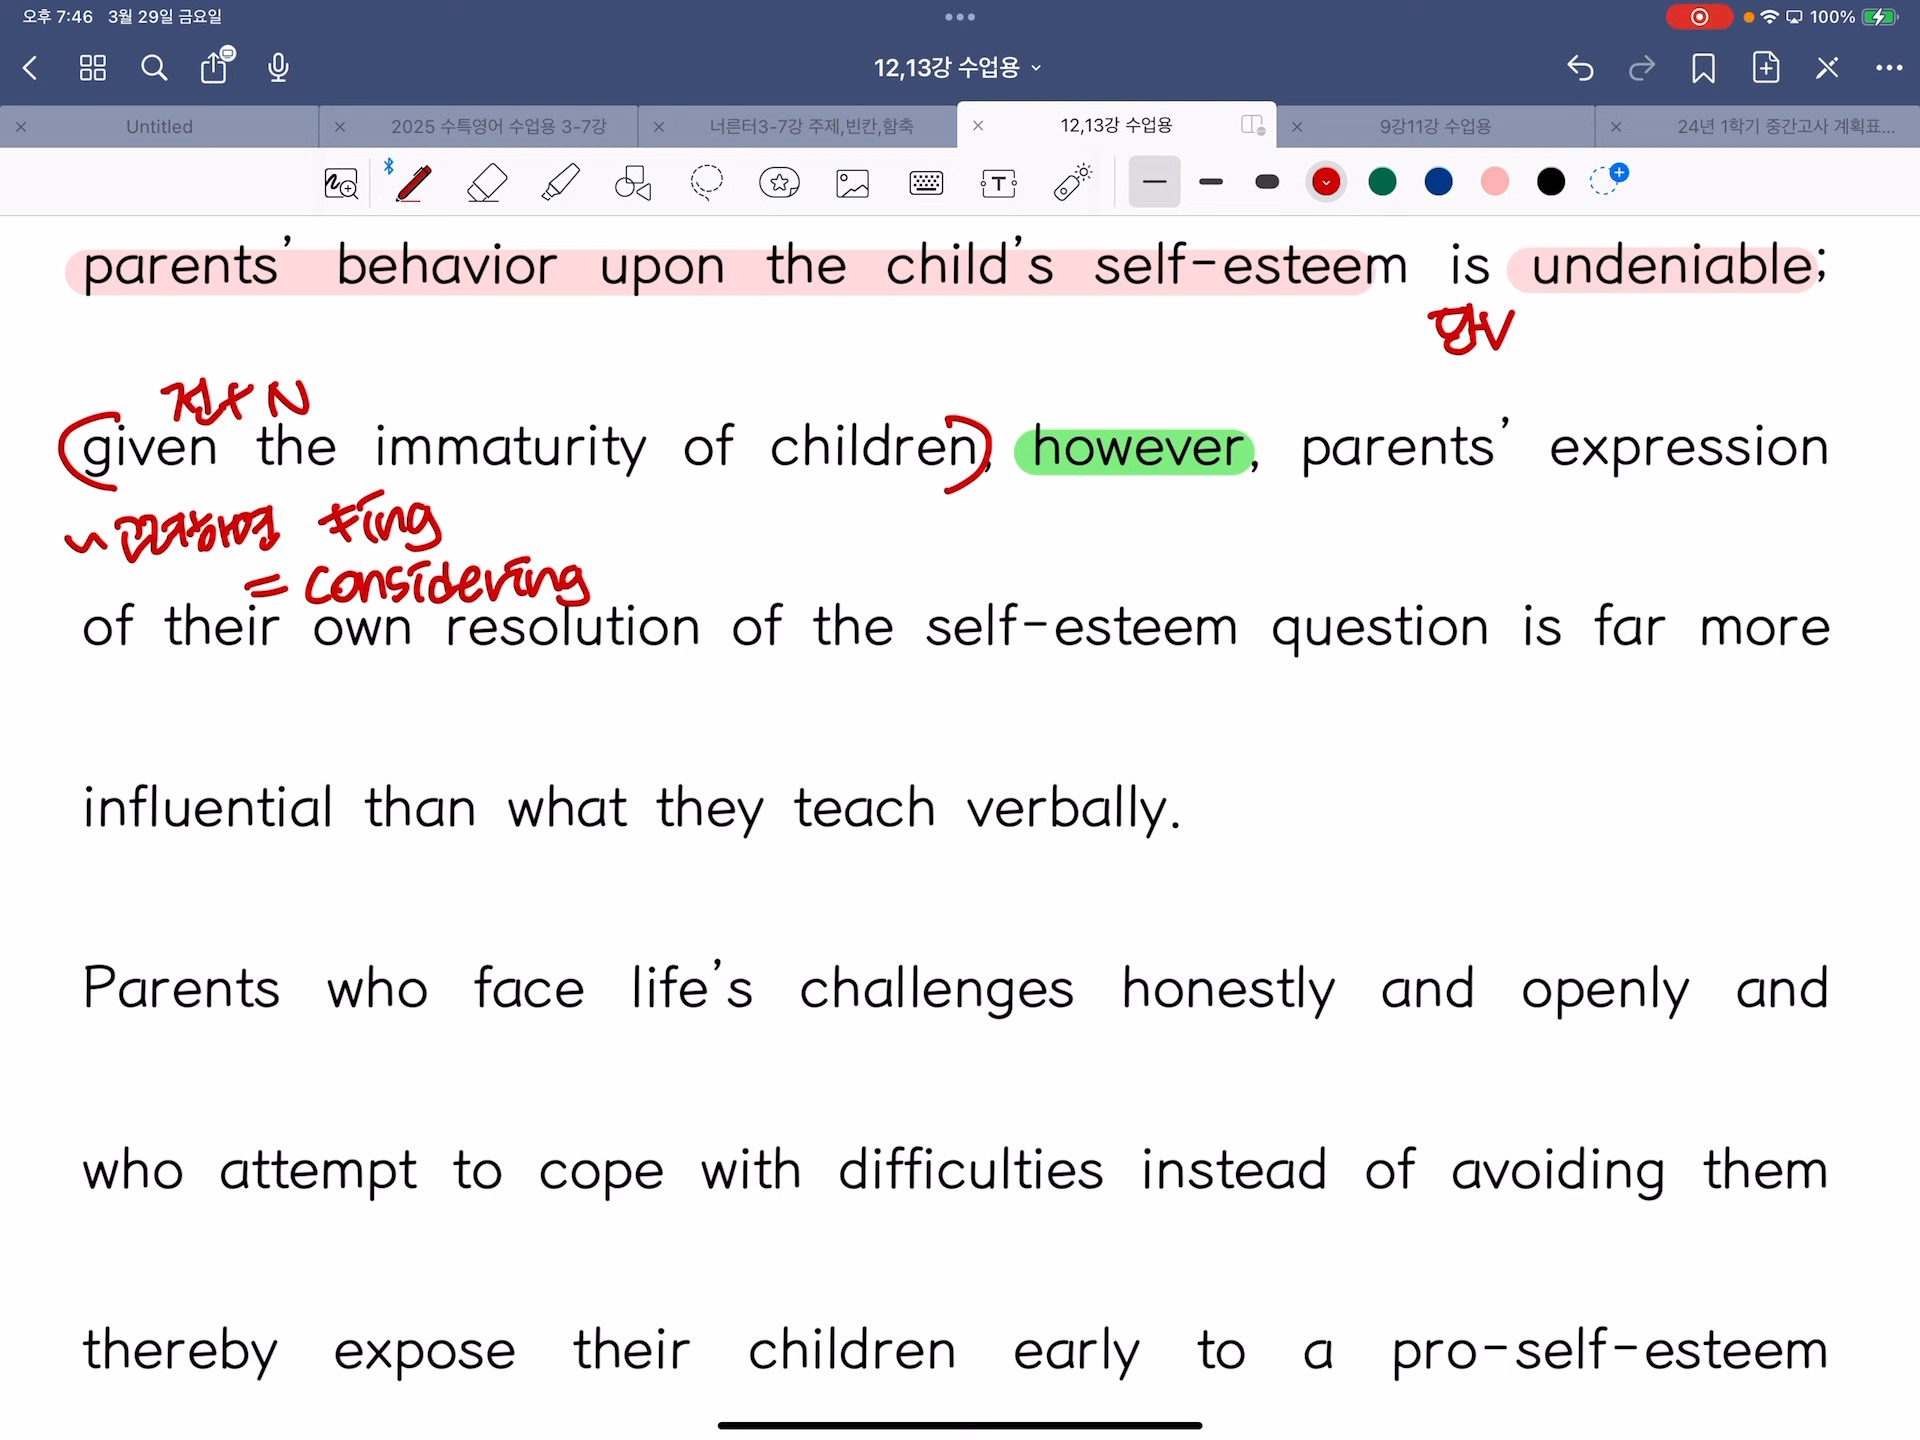 오후 7:46 3월 29일 금요일
100%
12,13강 수업용
Untitled
2025 수특영어 수업용 3-7강
너른터3-7강 주제,빈칸,함축
12,13강 수업용
9강11강 수업용
24년 1학기 중간고사 계획표...
parents' behavior upon the child's self-esteem is undeniable;
전+N
given the immaturity of children, however, parents' expression
~ 고려하면 ≠ing
= considering
of their own resolution of the self-esteem question is far more
influential than what they teach verbally.
Parents who face life's challenges honestly and openly and
who attempt to cope with difficulties instead of avoiding them
thereby expose their children early to a pro-self-esteem